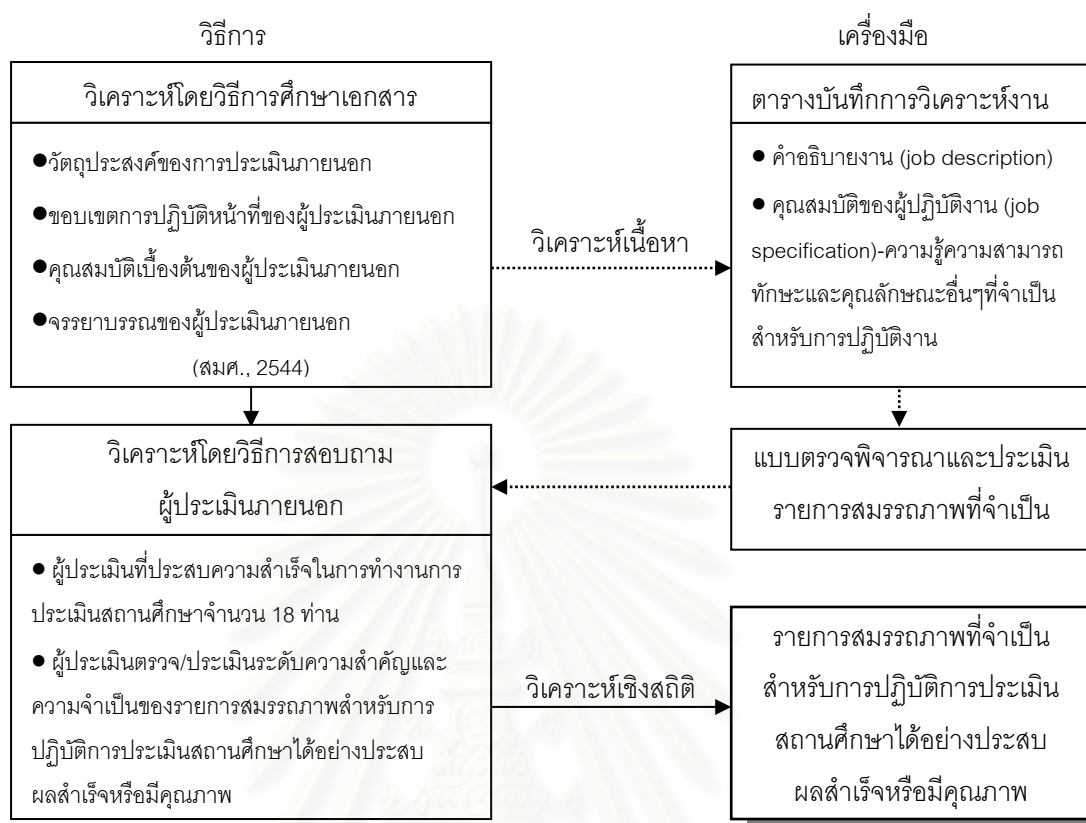 วิธีการ
เครื่องมือ
วิเคราะห์โดยวิธีการศึกษาเอกสาร
●วัตถุประสงค์ของการประเมินภายนอก
●ขอบเขตการปฏิบัติหน้าที่ของผู้ประเมินภายนอก
●คุณสมบัติเบื้องต้นของผู้ประเมินภายนอก
●จรรยาบรรณของผู้ประเมินภายนอก
(สมศ., 2544)
วิเคราะห์เนื้อหา
ตารางบันทึกการวิเคราะห์งาน
● คำอธิบายงาน (job description)
● คุณสมบัติของผู้ปฏิบัติงาน (job
specification)-ความรู้ความสามารถ
ทักษะและคุณลักษณะอื่นๆที่จำเป็น
สำหรับการปฏิบัติงาน
วิเคราะห์โดยวิธีการสอบถาม
ผู้ประเมินภายนอก
● ผู้ประเมินที่ประสบความสำเร็จในการทำงานการ
ประเมินสถานศึกษาจำนวน 18 ท่าน
● ผู้ประเมินตรวจ/ประเมินระดับความสำคัญและ
ความจำเป็นของรายการสมรรถภาพสำหรับการ
ปฏิบัติการประเมินสถานศึกษาได้อย่างประสบ
ผลสำเร็จหรือมีคุณภาพ
แบบตรวจพิจารณาและประเมิน
รายการสมรรถภาพที่จำเป็น
วิเคราะห์เชิงสถิติ
รายการสมรรถภาพที่จำเป็น
สำหรับการปฏิบัติการประเมิน
สถานศึกษาได้อย่างประสบ
ผลสำเร็จหรือมีคุณภาพ